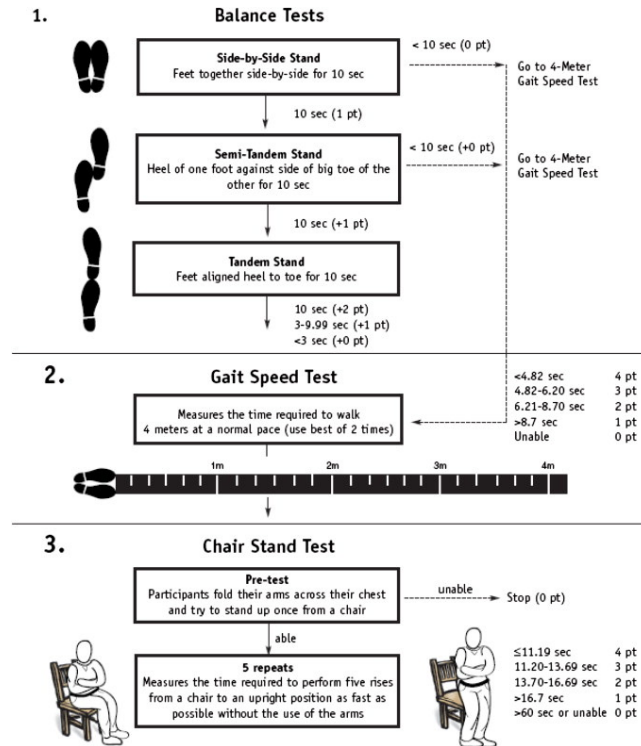 1.
Balance Tests
Side-by-Side Stand
Feet together side-by-side for 10 sec
< 10 sec (0 pt)
Go to 4-Meter
Gait Speed Test
10 sec (1 pt)
Semi-Tandem Stand
Heel of one foot against side of big toe of the
other for 10 sec
< 10 sec (+0 pt)
Go to 4-Meter
Gait Speed Test
10 sec (+1 pt)
Tandem Stand
Feet aligned heel to toe for 10 sec
10 sec (+2 pt)
3-9.99 sec (+1 pt)
<3 sec (+0 pt)
2.
Gait Speed Test
Measures the time required to walk
4 meters at a normal pace (use best of 2 times)
<4.82 sec 4 pt
4.82-6.20 sec 3 pt
6.21-8.70 sec 2 pt
>8.7 sec 1 pt
Unable 0 pt
1m 2m 3m 4m
3.
Chair Stand Test
Pre-test
Participants fold their arms across their chest
and try to stand up once from a chair
unable
Stop (0 pt)
able
5 repeats
Measures the time required to perform five rises
from a chair to an upright position as fast as
possible without the use of the arms
≤11.19 sec 4 pt
11.20-13.69 sec 3 pt
13.70-16.69 sec 2 pt
>16.7 sec 1 pt
>60 sec or unable 0 pt